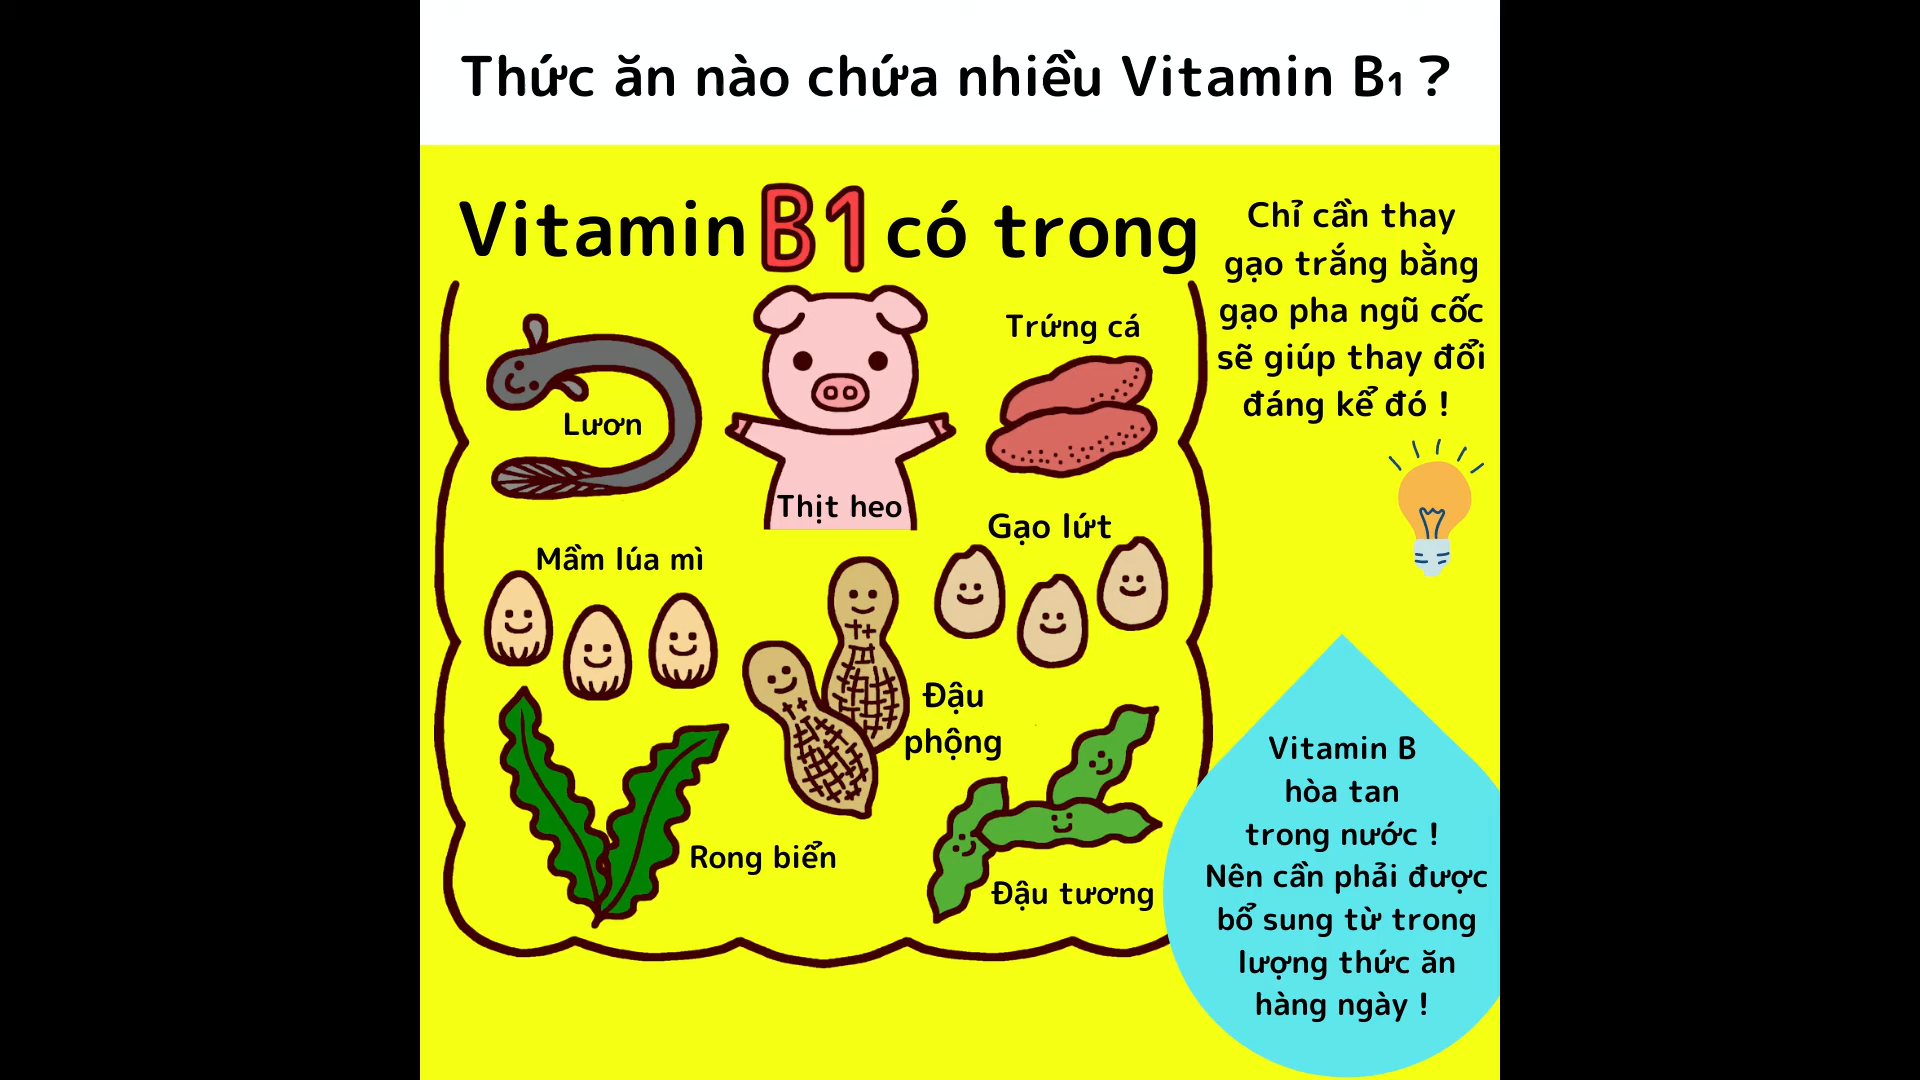 Thức ăn nào chứa nhiều Vitamin B1 ?
Vitamin B1 có trong
Chỉ cần thay
gạo trắng bằng
gạo pha ngũ cốc
sẽ giúp thay đổi
đáng kể đó !
Trứng cá
Lươn
Thịt heo
Gạo lứt
Mầm lúa mì
Đậu
phộng
Rong biển
Đậu tương
Vitamin B
hòa tan
trong nước !
Nên cần phải được
bổ sung từ trong
lượng thức ăn
hàng ngày !